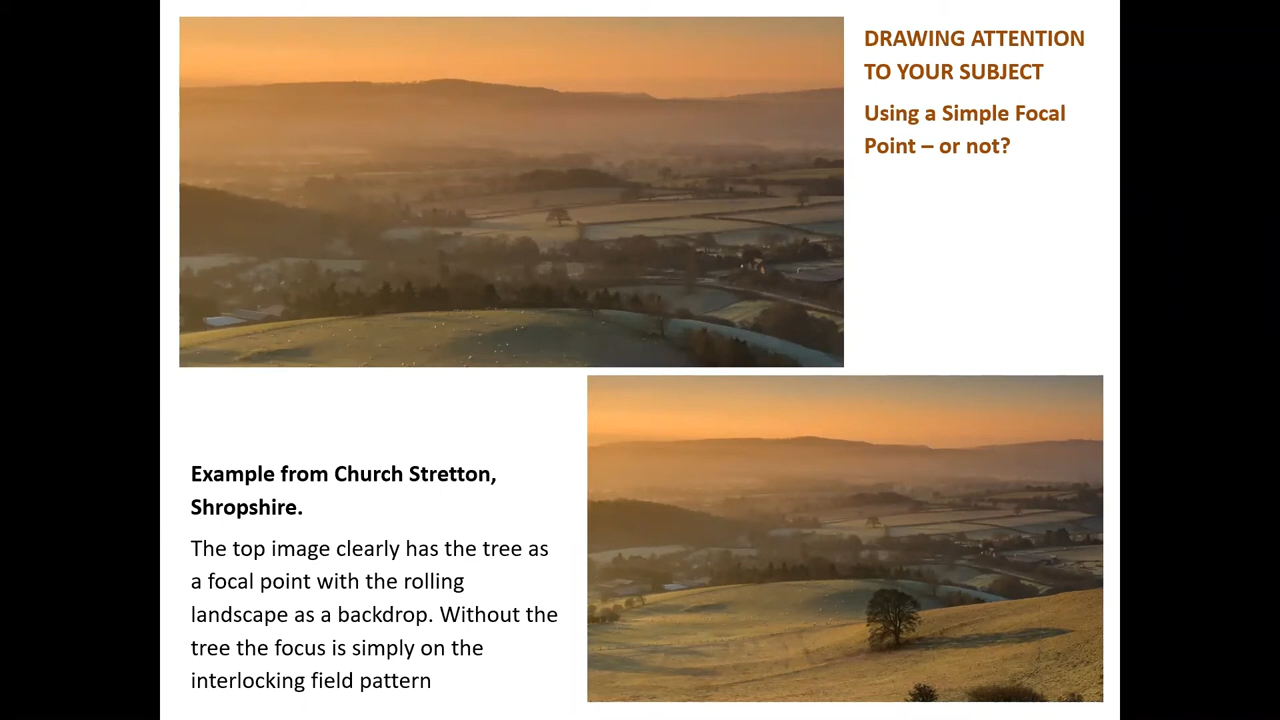 DRAWING ATTENTION
TO YOUR SUBJECT
Using a Simple Focal
Point – or not?
Example from Church Stretton,
Shropshire.
The top image clearly has the tree as
a focal point with the rolling
landscape as a backdrop. Without the
tree the focus is simply on the
interlocking field pattern